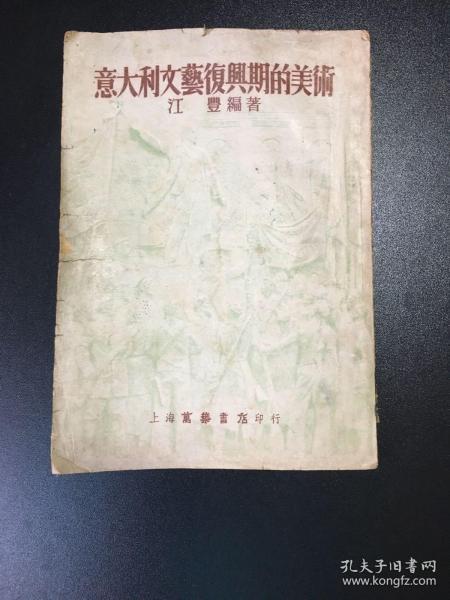 意大利文藝復興期的美術
江豐編著
上海萬葉書店印行
孔夫子旧书网
www.kongfz.com